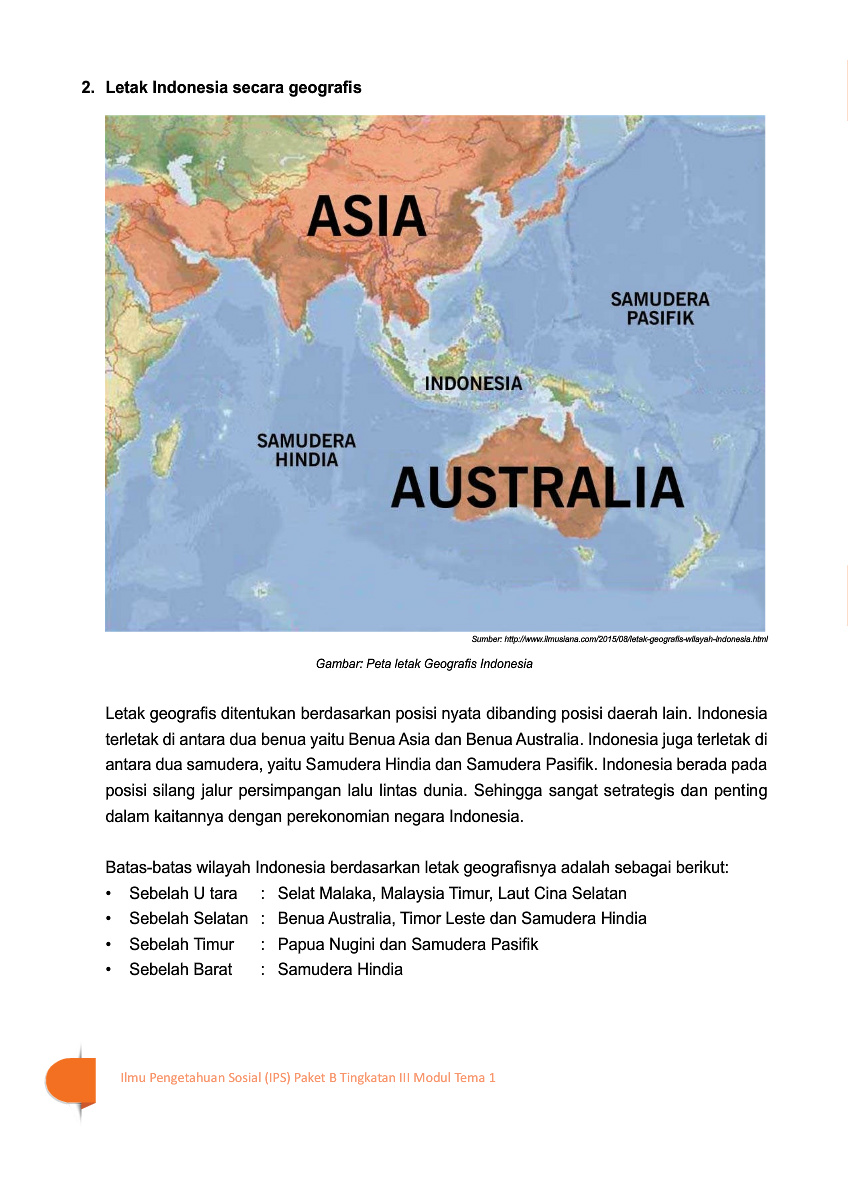 2. Letak Indonesia secara geografis
ASIA
SAMUDERA
PASIFIK
INDONESIA
SAMUDERA
HINDIA
AUSTRALIA
Sumber: http://www.ilmusiana.com/2015/08/letak-geografis-wilayah-Indonesia.html
Gambar: Peta letak Geografis Indonesia
Letak geografis ditentukan berdasarkan posisi nyata dibanding posisi daerah lain. Indonesia
terletak di antara dua benua yaitu Benua Asia dan Benua Australia. Indonesia juga terletak di
antara dua samudera, yaitu Samudera Hindia dan Samudera Pasifik. Indonesia berada pada
posisi silang jalur persimpangan lalu lintas dunia. Sehingga sangat setrategis dan penting
dalam kaitannya dengan perekonomian negara Indonesia.
Batas-batas wilayah Indonesia berdasarkan letak geografisnya adalah sebagai berikut:
• Sebelah U tara : Selat Malaka, Malaysia Timur, Laut Cina Selatan
• Sebelah Selatan : Benua Australia, Timor Leste dan Samudera Hindia
• Sebelah Timur : Papua Nugini dan Samudera Pasifik
• Sebelah Barat : Samudera Hindia
Ilmu Pengetahuan Sosial (IPS) Paket B Tingkatan III Modul Tema 1